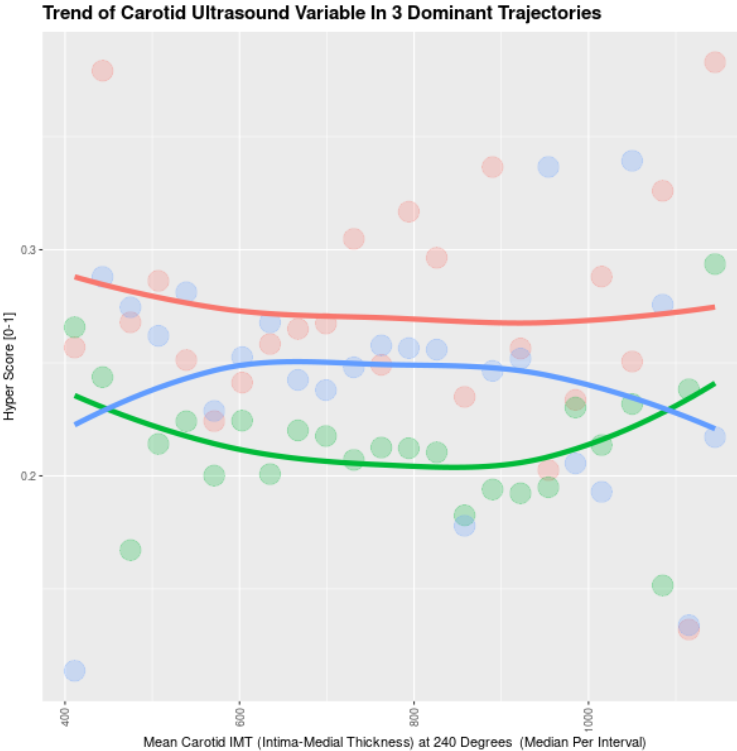 Trend of Carotid Ultrasound Variable In 3 Dominant Trajectories
Hyper Score [0-1]
0.3
0.2
400
600
800
1000
Mean Carotid IMT (Intima-Medial Thickness) at 240 Degrees (Median Per Interval)